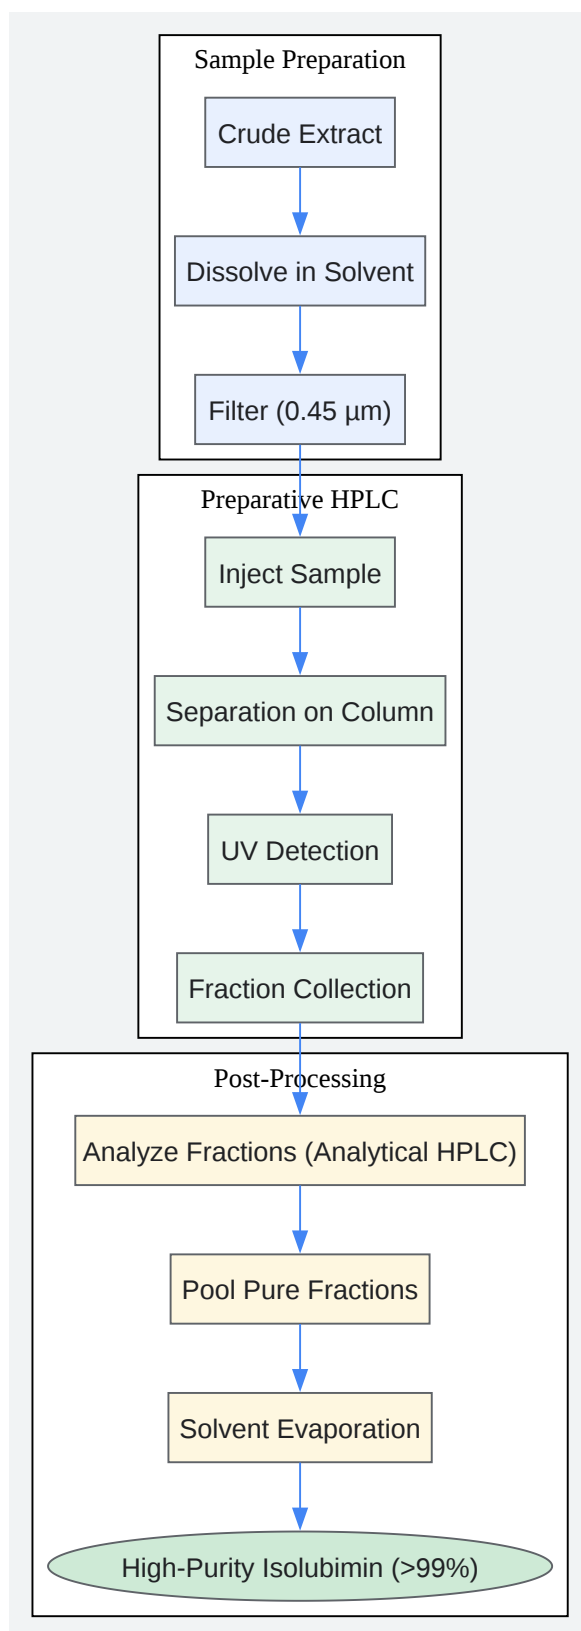 Sample Preparation
Crude Extract
Dissolve in Solvent
Filter (0.45 µm)
Preparative HPLC
Inject Sample
Separation on Column
UV Detection
Fraction Collection
Post-Processing
Analyze Fractions (Analytical HPLC)
Pool Pure Fractions
Solvent Evaporation
High-Purity Isolubimin (>99%)